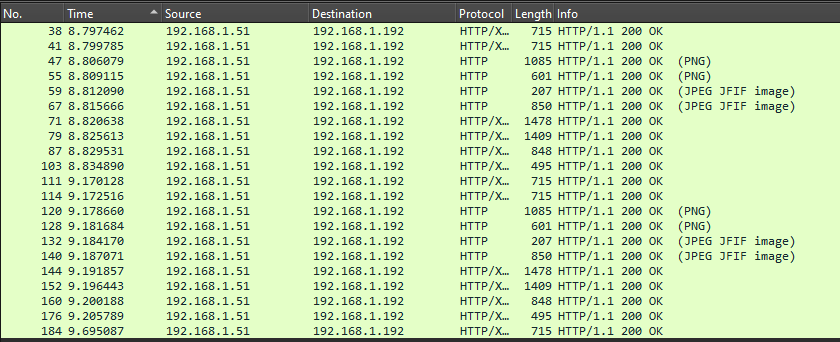 No. Time Source Destination Protocol Length Info
38 8.797462 192.168.1.51 192.168.1.192 HTTP/X… 715 HTTP/1.1 200 OK
41 8.799785 192.168.1.51 192.168.1.192 HTTP/X… 715 HTTP/1.1 200 OK
47 8.806079 192.168.1.51 192.168.1.192 HTTP 1085 HTTP/1.1 200 OK (PNG)
55 8.809115 192.168.1.51 192.168.1.192 HTTP 601 HTTP/1.1 200 OK (PNG)
59 8.812090 192.168.1.51 192.168.1.192 HTTP 207 HTTP/1.1 200 OK (JPEG JFIF image)
67 8.815666 192.168.1.51 192.168.1.192 HTTP 850 HTTP/1.1 200 OK (JPEG JFIF image)
71 8.820638 192.168.1.51 192.168.1.192 HTTP/X… 1478 HTTP/1.1 200 OK
79 8.825613 192.168.1.51 192.168.1.192 HTTP/X… 1409 HTTP/1.1 200 OK
87 8.829531 192.168.1.51 192.168.1.192 HTTP/X… 848 HTTP/1.1 200 OK
103 8.834890 192.168.1.51 192.168.1.192 HTTP/X… 495 HTTP/1.1 200 OK
111 9.170128 192.168.1.51 192.168.1.192 HTTP/X… 715 HTTP/1.1 200 OK
114 9.172516 192.168.1.51 192.168.1.192 HTTP/X… 715 HTTP/1.1 200 OK
120 9.178660 192.168.1.51 192.168.1.192 HTTP 1085 HTTP/1.1 200 OK (PNG)
128 9.181684 192.168.1.51 192.168.1.192 HTTP 601 HTTP/1.1 200 OK (PNG)
132 9.184170 192.168.1.51 192.168.1.192 HTTP 207 HTTP/1.1 200 OK (JPEG JFIF image)
140 9.187071 192.168.1.51 192.168.1.192 HTTP 850 HTTP/1.1 200 OK (JPEG JFIF image)
144 9.191857 192.168.1.51 192.168.1.192 HTTP/X… 1478 HTTP/1.1 200 OK
152 9.196443 192.168.1.51 192.168.1.192 HTTP/X… 1409 HTTP/1.1 200 OK
160 9.200188 192.168.1.51 192.168.1.192 HTTP/X… 848 HTTP/1.1 200 OK
176 9.205789 192.168.1.51 192.168.1.192 HTTP/X… 495 HTTP/1.1 200 OK
184 9.695087 192.168.1.51 192.168.1.192 HTTP/X… 715 HTTP/1.1 200 OK